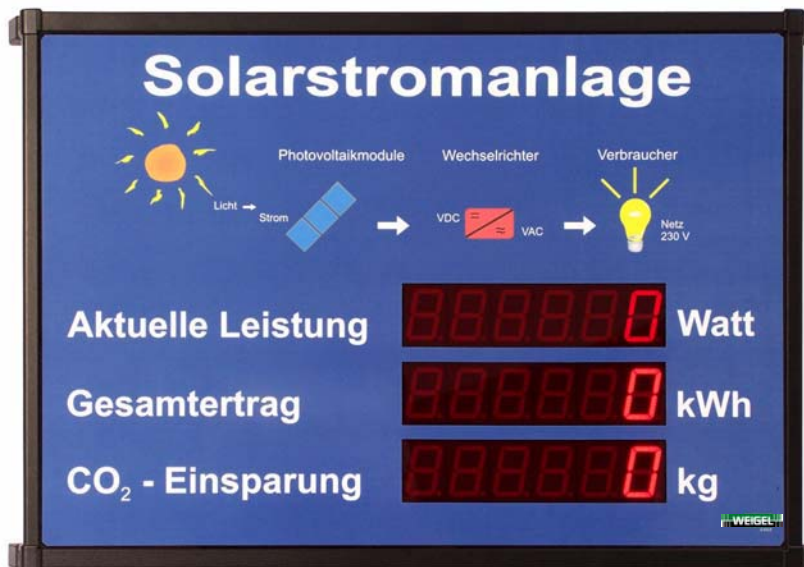 Solarstromanlage
Photovoltaikmodule Wechselrichter Verbraucher
Licht →
Strom
VDC
VAC
Netz
230 V
Aktuelle Leistung 0 Watt
Gesamtertrag 0 kWh
CO₂ - Einsparung 0 kg
WEIGEL